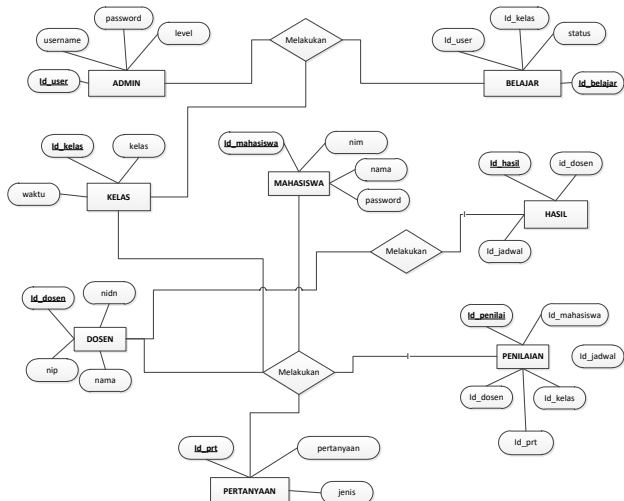 password
username
level
Id_user
ADMIN
Melakukan
Id_kelas
Id_user
status
BELAJAR
Id_belajar
Id_kelas
kelas
waktu
KELAS
Id_mahasiswa
nim
nama
MAHASISWA
password
Id_hasil
id_dosen
HASIL
Id_jadwal
Melakukan
Id_dosen
nidn
DOSEN
nip
nama
Melakukan
Id_penilai
Id_mahasiswa
PENILAIAN
Id_jadwal
Id_dosen
Id_kelas
Id_prt
Id_prt
pertanyaan
PERTANYAAN
jenis